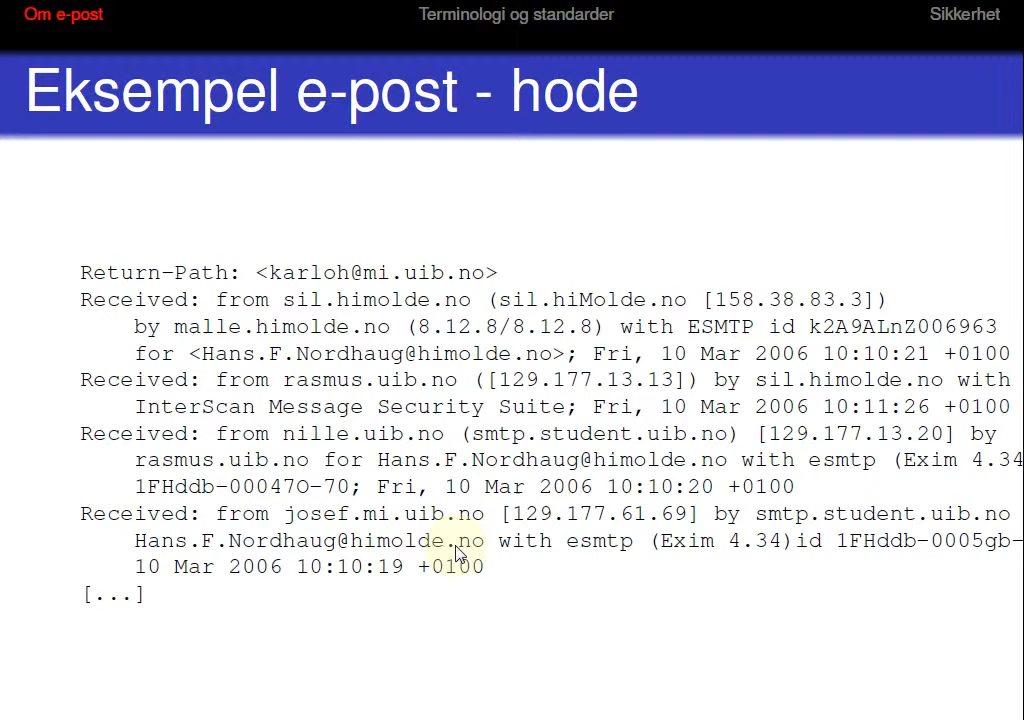 Om e-post Terminologi og standarder Sikkerhet
Eksempel e-post - hode
Return-Path: <karloh@mi.uib.no>
Received: from sil.himolde.no (sil.hiMolde.no [158.38.83.3])
by malle.himolde.no (8.12.8/8.12.8) with ESMTP id k2A9ALnZ006963
for <Hans.F.Nordhaug@himolde.no>; Fri, 10 Mar 2006 10:10:21 +0100
Received: from rasmus.uib.no ([129.177.13.13]) by sil.himolde.no with
InterScan Message Security Suite; Fri, 10 Mar 2006 10:11:26 +0100
Received: from nille.uib.no (smtp.student.uib.no) [129.177.13.20] by
rasmus.uib.no for Hans.F.Nordhaug@himolde.no with esmtp (Exim 4.34
1FHddb-00047O-70; Fri, 10 Mar 2006 10:10:20 +0100
Received: from josef.mi.uib.no [129.177.61.69] by smtp.student.uib.no
Hans.F.Nordhaug@himolde.no with esmtp (Exim 4.34)id 1FHddb-0005gb-
10 Mar 2006 10:10:19 +0100
[...]